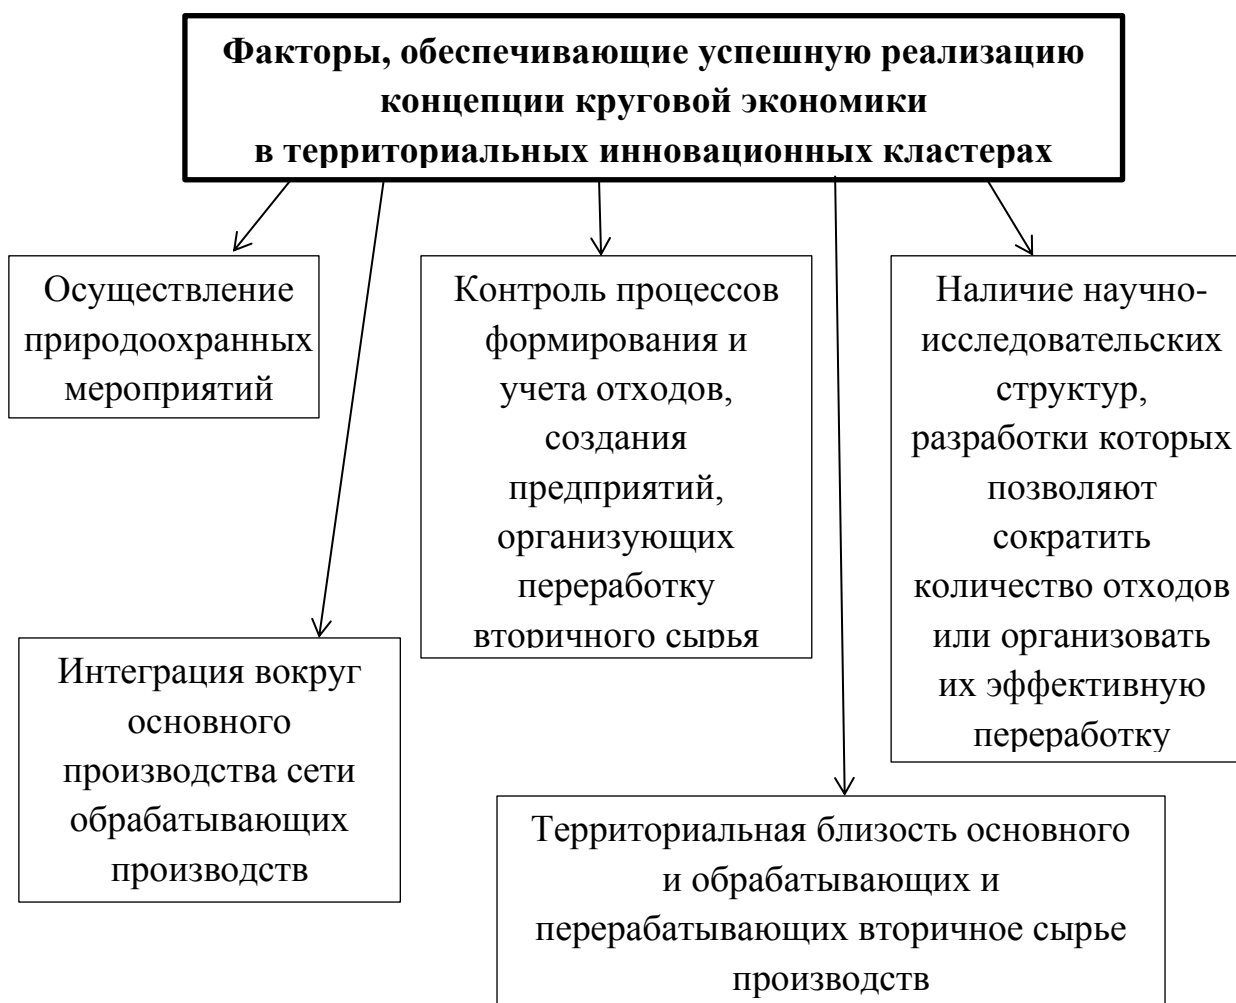 Факторы, обеспечивающие успешную реализацию
концепции круговой экономики
в территориальных инновационных кластерах
Осуществление
природоохранных
мероприятий
Контроль процессов
формирования и
учета отходов,
создания
предприятий,
организующих
переработку
вторичного сырья
Наличие научно-
исследовательских
структур,
разработки которых
позволяют
сократить
количество отходов
или организовать
их эффективную
переработку
Интеграция вокруг
основного
производства сети
обрабатывающих
производств
Территориальная близость основного
и обрабатывающих и
перерабатывающих вторичное сырье
производств